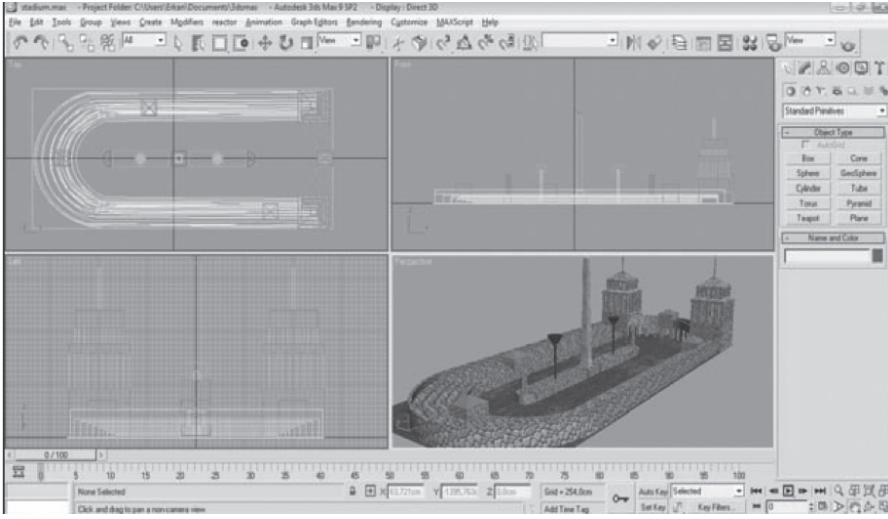 stadium.max - Project Folder: C:\Users\Erkan\Documents\3dsmax - Autodesk 3ds Max 9 SP2 - Display : Direct 3D
File Edit Tools Group Views Create Modifiers reactor Animation Graph Editors Rendering Customize MAXScript Help
All View View
Top
Front
Left
Perspective
Standard Primitives
- Object Type
AutoGrid
Box Cone
Sphere GeoSphere
Cylinder Tube
Torus Pyramid
Teapot Plane
- Name and Color
0 / 100
0 5 10 15 20 25 30 35 40 45 50 55 60 65 70 75 80 85 90 95 100
None Selected X Y Z Grid = 254,0cm Auto Key Selected
Click and drag to pan a non-camera view Add Time Tag Set Key Key Filters... 0